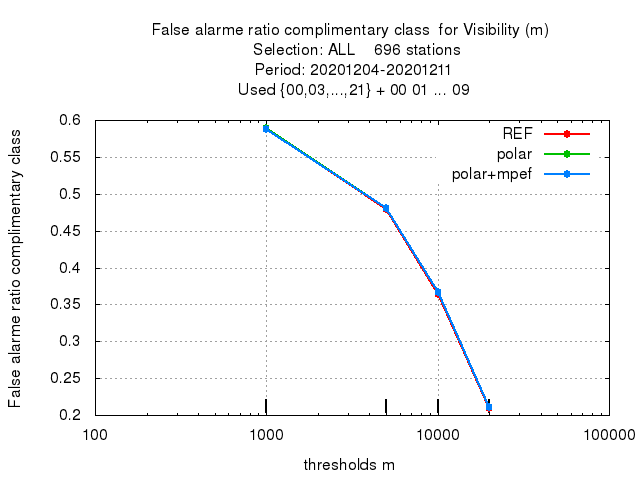 False alarme ratio complimentary class  for Visibility (m)
Selection: ALL    696 stations
Period: 20201204-20201211
Used {00,03,...,21} + 00 01 ... 09
False alarme ratio complimentary class
0.6
0.55
0.5
0.45
0.4
0.35
0.3
0.25
0.2
REF
polar
polar+mpef
100
1000
10000
100000
thresholds m